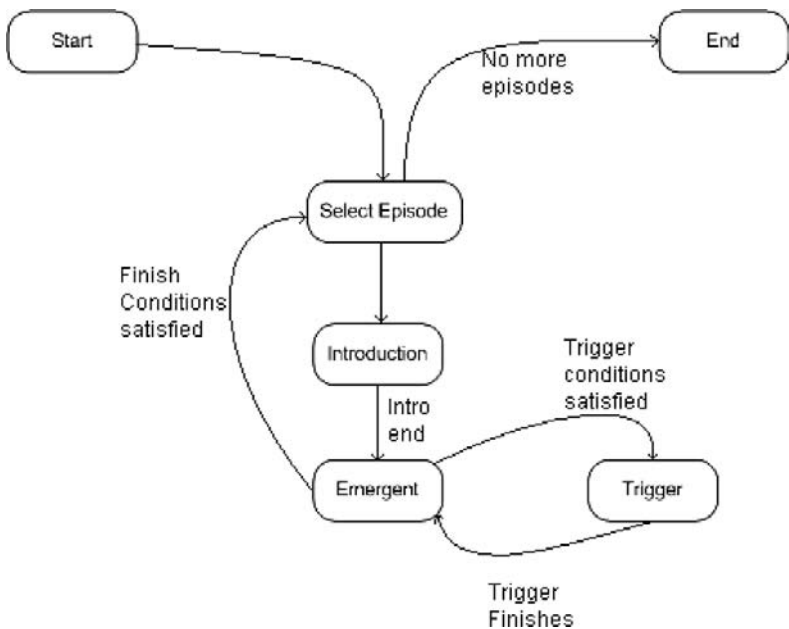 Start
End
No more
episodes
Select Episode
Finish
Conditions
satisfied
Introduction
Trigger
conditions
satisfied
Intro
end
Emergent
Trigger
Trigger
Finishes